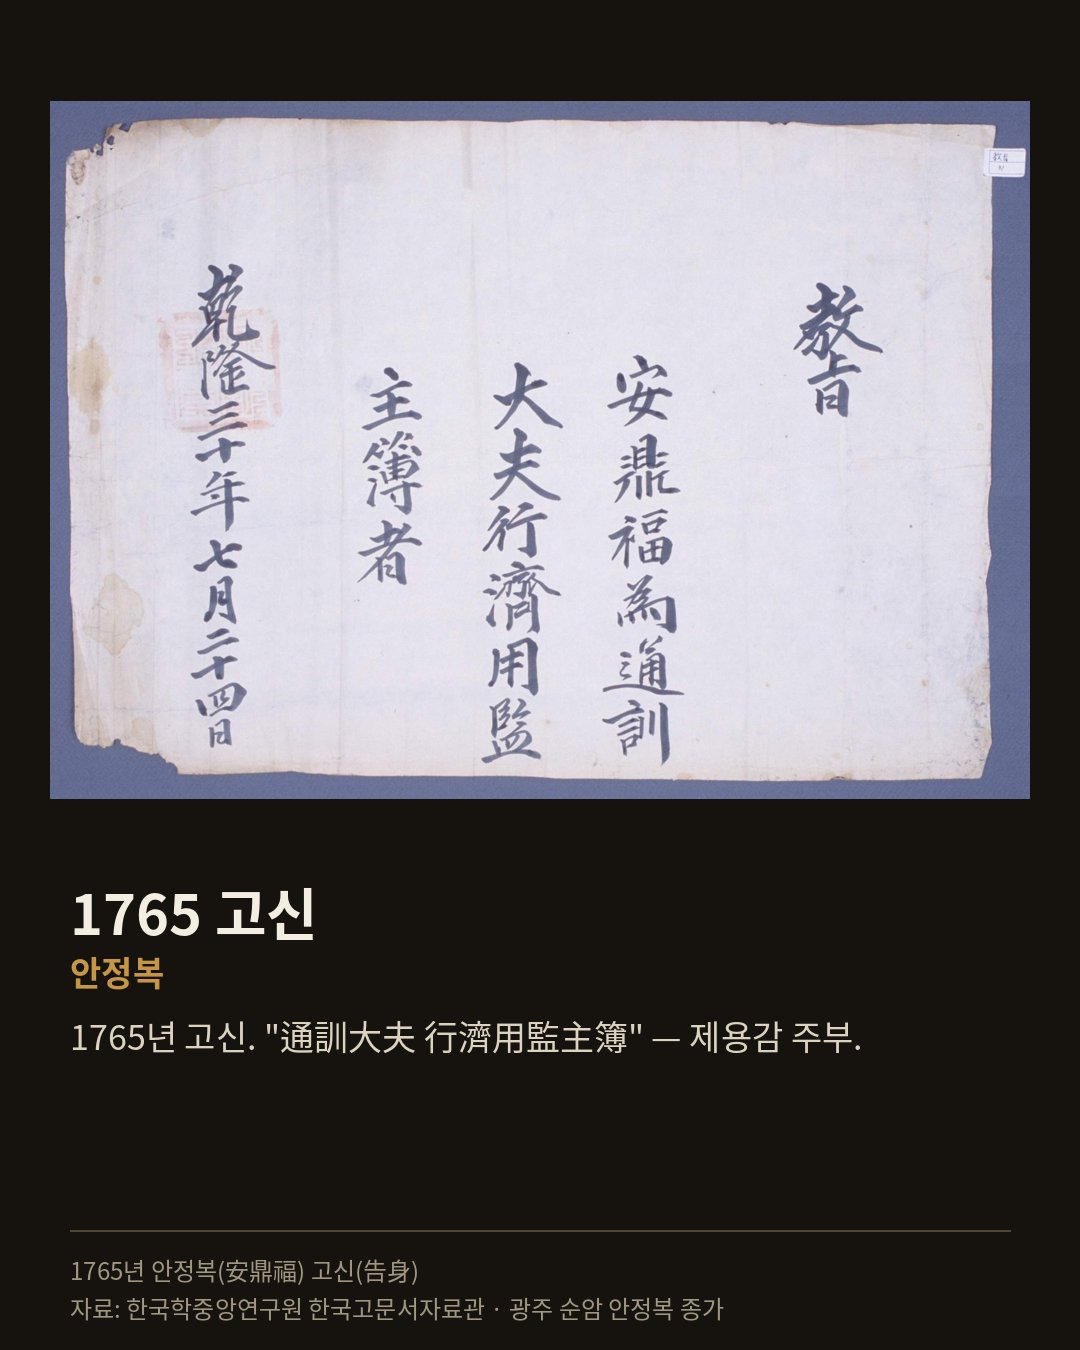 教旨
安鼎福為通訓
大夫行濟用監
主簿者
乾隆三十年七月二十四日
1765 고신
안정복
1765년 고신. "通訓大夫 行濟用監主簿" — 제용감 주부.
1765년 안정복(安鼎福) 고신(告身)
자료: 한국학중앙연구원 한국고문서자료관 · 광주 순암 안정복 종가